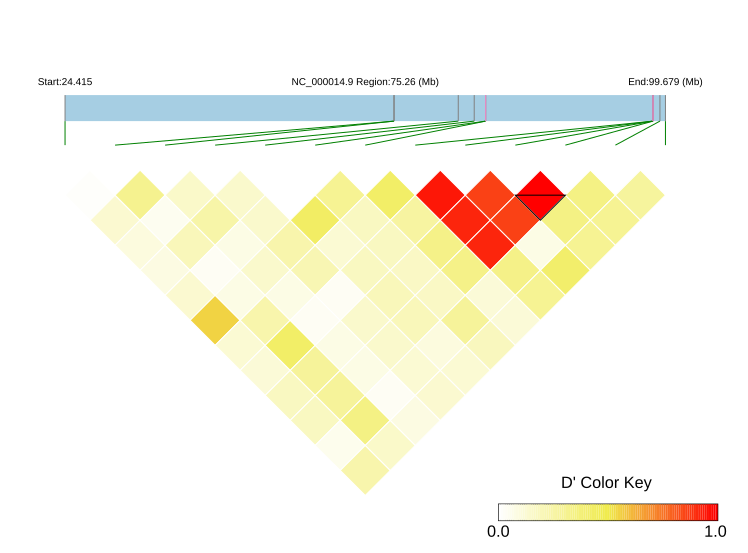 Start:24.415 NC_000014.9 Region:75.26 (Mb) End:99.679 (Mb)
D' Color Key
0.0 1.0